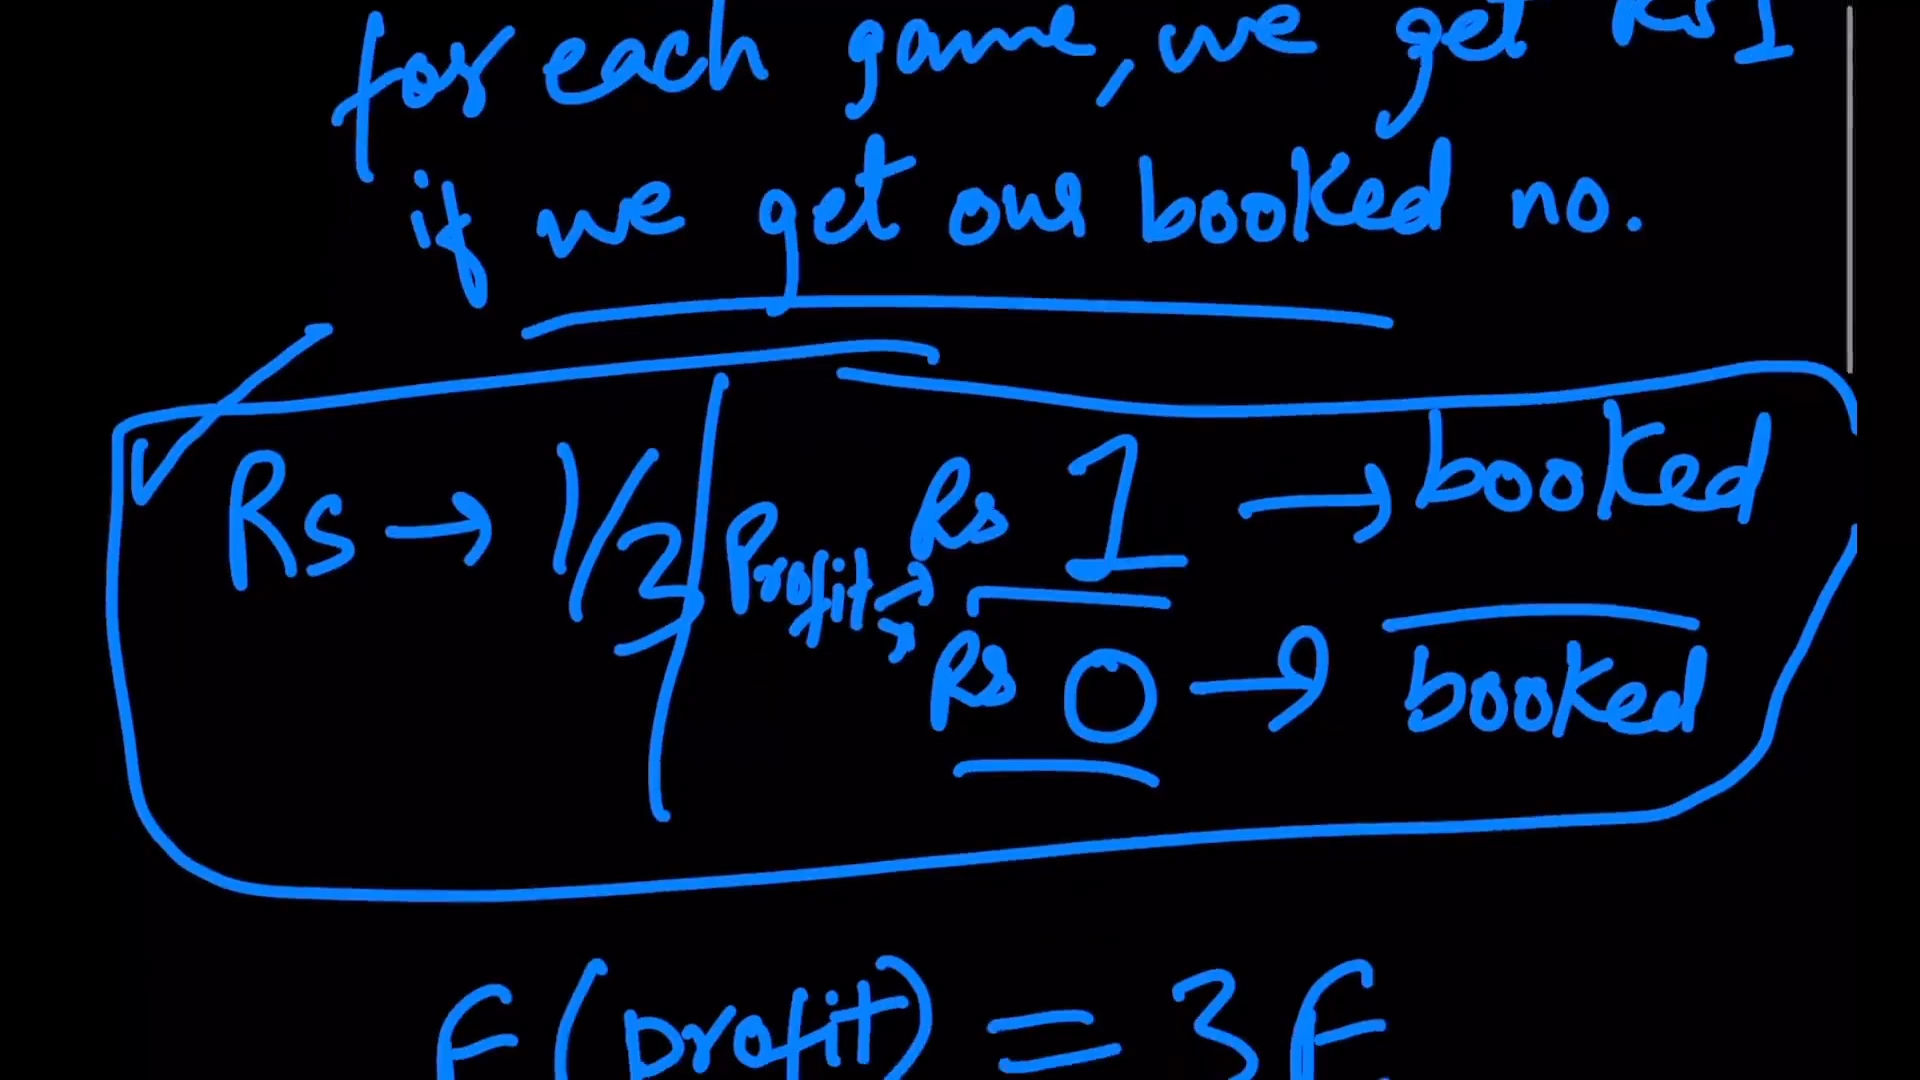 for each game, we get Rs 1
if we get our booked no.
Rs → 1/3 | Profit → Rs 1 → booked
Rs 0 → booked
E(profit) = 3E